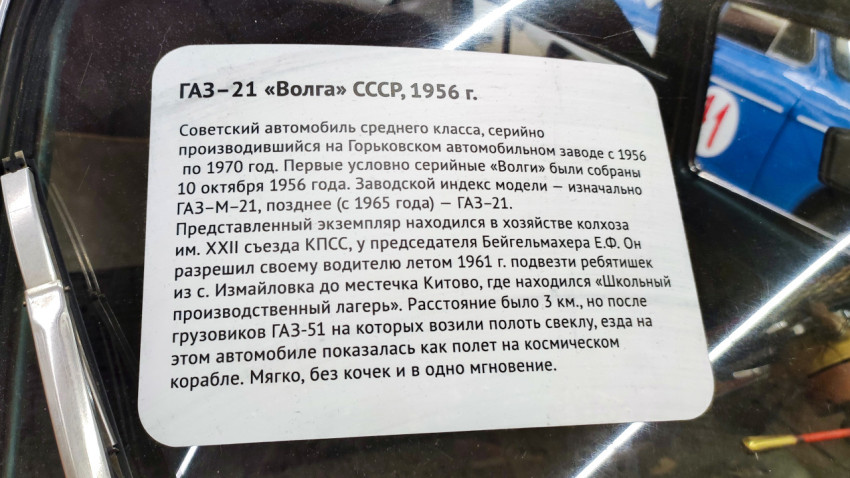 ГАЗ–21 «Волга» СССР, 1956 г.
Советский автомобиль среднего класса, серийно
производившийся на Горьковском автомобильном заводе с 1956
по 1970 год. Первые условно серийные «Волги» были собраны
10 октября 1956 года. Заводской индекс модели — изначально
ГАЗ–М–21, позднее (с 1965 года) — ГАЗ–21.
Представленный экземпляр находился в хозяйстве колхоза
им. XXII съезда КПСС, у председателя Бейгельмахера Е.Ф. Он
разрешил своему водителю летом 1961 г. подвезти ребятишек
из с. Измайловка до местечка Китово, где находился «Школьный
производственный лагерь». Расстояние было 3 км., но после
грузовиков ГАЗ-51 на которых возили полоть свеклу, езда на
этом автомобиле показалась как полет на космическом
корабле. Мягко, без кочек и в одно мгновение.